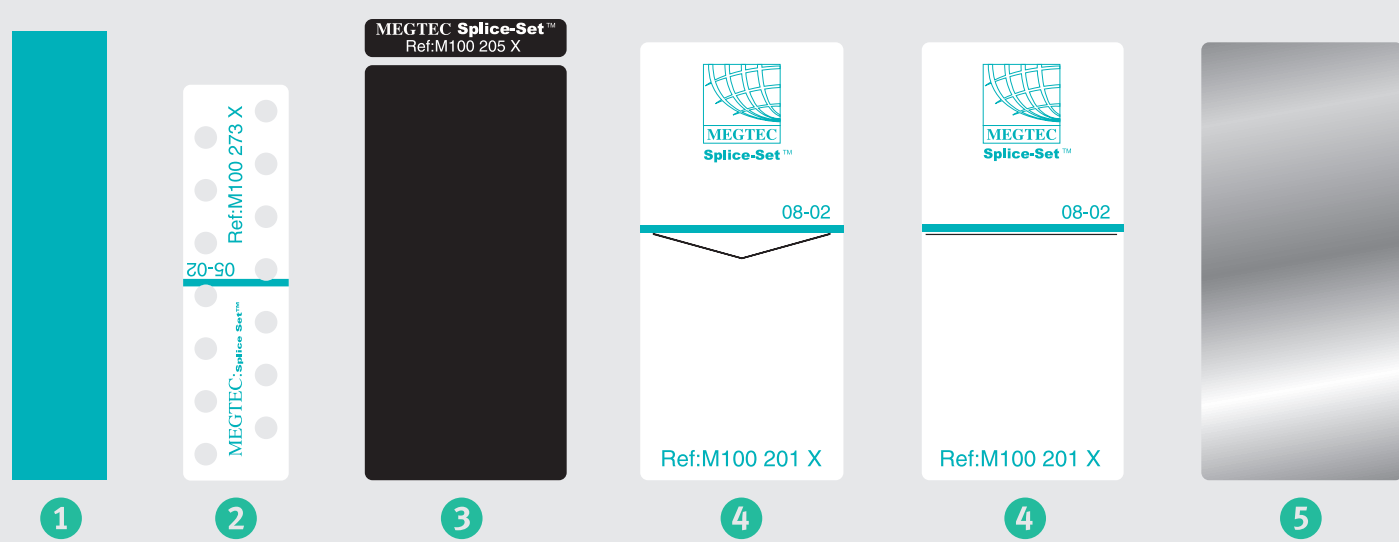 Ref:M100 273 X
05-02
MEGTEC:Splice Set™
MEGTEC Splice-Set™
Ref:M100 205 X
MEGTEC
Splice-Set™
08-02
Ref:M100 201 X
MEGTEC
Splice-Set™
08-02
Ref:M100 201 X
1
2
3
4
4
5